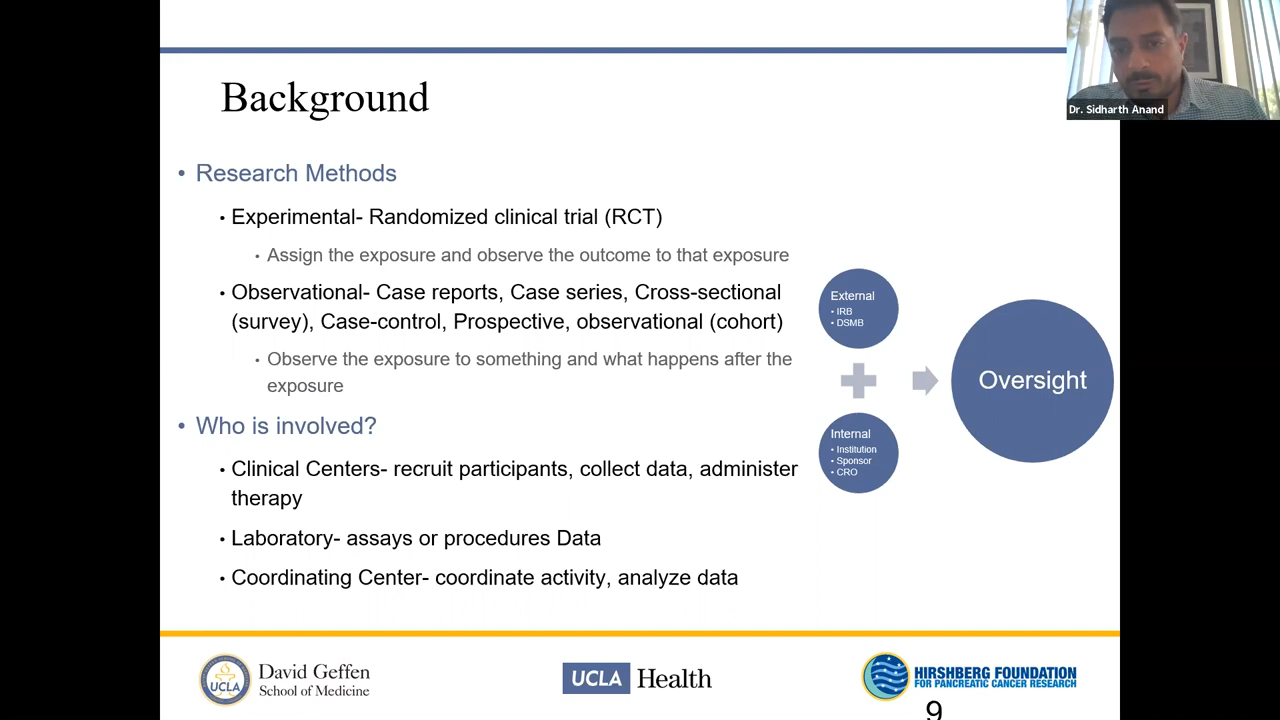 Dr. Sidharth Anand
Background
• Research Methods
• Experimental- Randomized clinical trial (RCT)
• Assign the exposure and observe the outcome to that exposure
• Observational- Case reports, Case series, Cross-sectional
(survey), Case-control, Prospective, observational (cohort)
• Observe the exposure to something and what happens after the
exposure
• Who is involved?
• Clinical Centers- recruit participants, collect data, administer
therapy
• Laboratory- assays or procedures Data
• Coordinating Center- coordinate activity, analyze data
External
• IRB
• DSMB
Internal
• Institution
• Sponsor
• CRO
Oversight
UCLA
David Geffen
School of Medicine
UCLA Health
HIRSHBERG FOUNDATION
FOR PANCREATIC CANCER RESEARCH
9